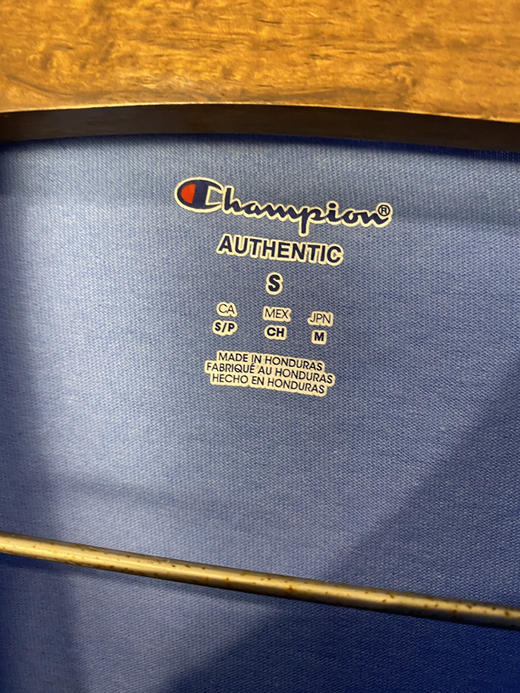 Champion®
AUTHENTIC
S
CA MEX JPN
S/P CH M
MADE IN HONDURAS
FABRIQUÉ AU HONDURAS
HECHO EN HONDURAS